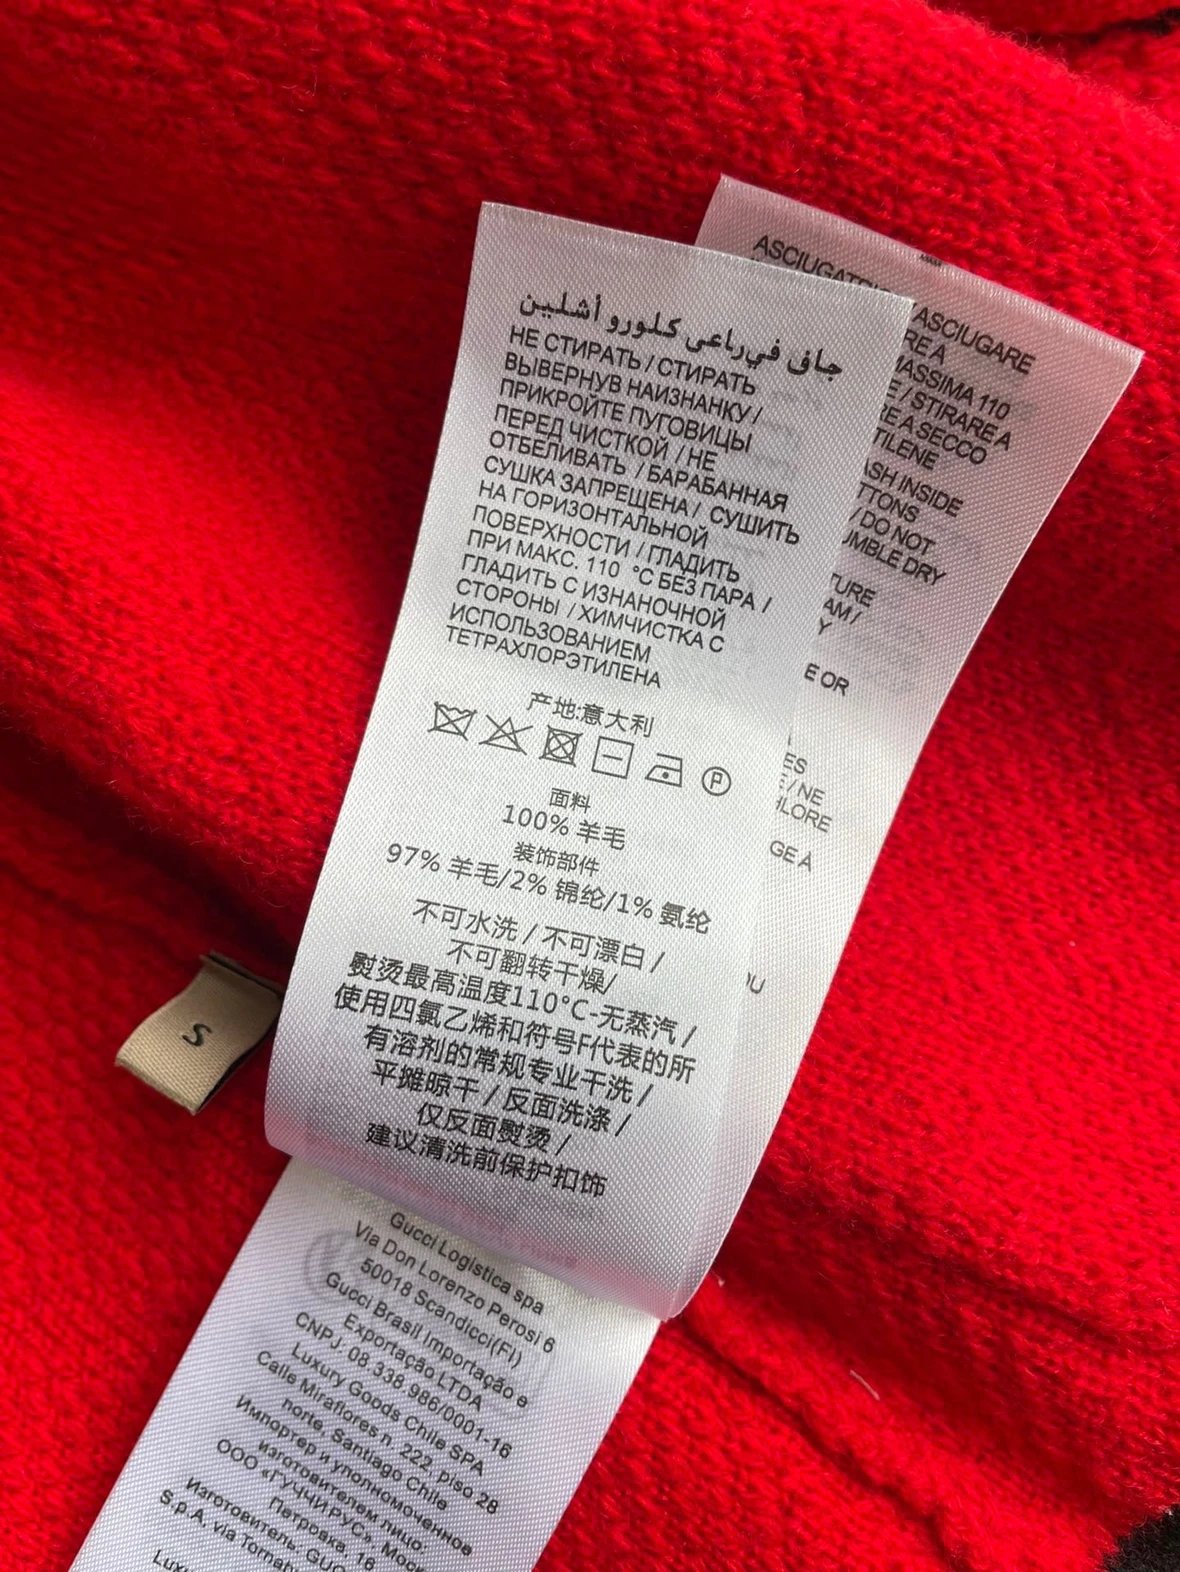 جاف في راعى كلورو أشلين
НЕ СТИРАТЬ / СТИРАТЬ
ВЫВЕРНУВ НАИЗНАНКУ /
ПРИКРОЙТЕ ПУГОВИЦЫ
ПЕРЕД ЧИСТКОЙ / НЕ
ОТБЕЛИВАТЬ / БАРАБАННАЯ
СУШКА ЗАПРЕЩЕНА / СУШИТЬ
НА ГОРИЗОНТАЛЬНОЙ
ПОВЕРХНОСТИ / ГЛАДИТЬ
ПРИ МАКС. 110 °C БЕЗ ПАРА /
ГЛАДИТЬ С ИЗНАНОЧНОЙ
СТОРОНЫ / ХИМЧИСТКА С
ИСПОЛЬЗОВАНИЕМ
ТЕТРАХЛОРЭТИЛЕНА
产地:意大利
P
面料
100% 羊毛
装饰部件
97% 羊毛/2% 锦纶/1% 氨纶
不可水洗 / 不可漂白 /
不可翻转干燥/
熨烫最高温度110°C-无蒸汽 /
使用四氯乙烯和符号F代表的所
有溶剂的常规专业干洗 /
平摊晾干 / 反面洗涤 /
仅反面熨烫 /
建议清洗前保护扣饰
ASCIUGARE
RE A
MASSIMA 110
E / STIRARE A
RE A SECCO
TILENE
ASH INSIDE
TTONS
/ DO NOT
UMBLE DRY
TURE
AM /
Y
E OR
ES
E / NE
HLORE
GE À
OU
S
Gucci Logistica spa
Via Don Lorenzo Perosi 6
50018 Scandicci(FI)
Gucci Brasil Importação e
Exportação LTDA
CNPJ: 08.338.986/0001-16
Luxury Goods Chile SPA
Calle Miraflores n. 222, piso 28
norte, Santiago Chile
Импортер и уполномоченное
изготовителем лицо:
ООО «ГУЧЧИ РУС».
Петровка, 16
Изготовитель. GUC
S.p.A, via Tornab
Luxu